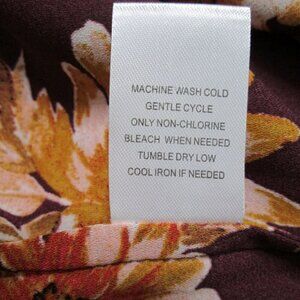 MACHINE WASH COLD
GENTLE CYCLE
ONLY NON-CHLORINE
BLEACH WHEN NEEDED
TUMBLE DRY LOW
COOL IRON IF NEEDED